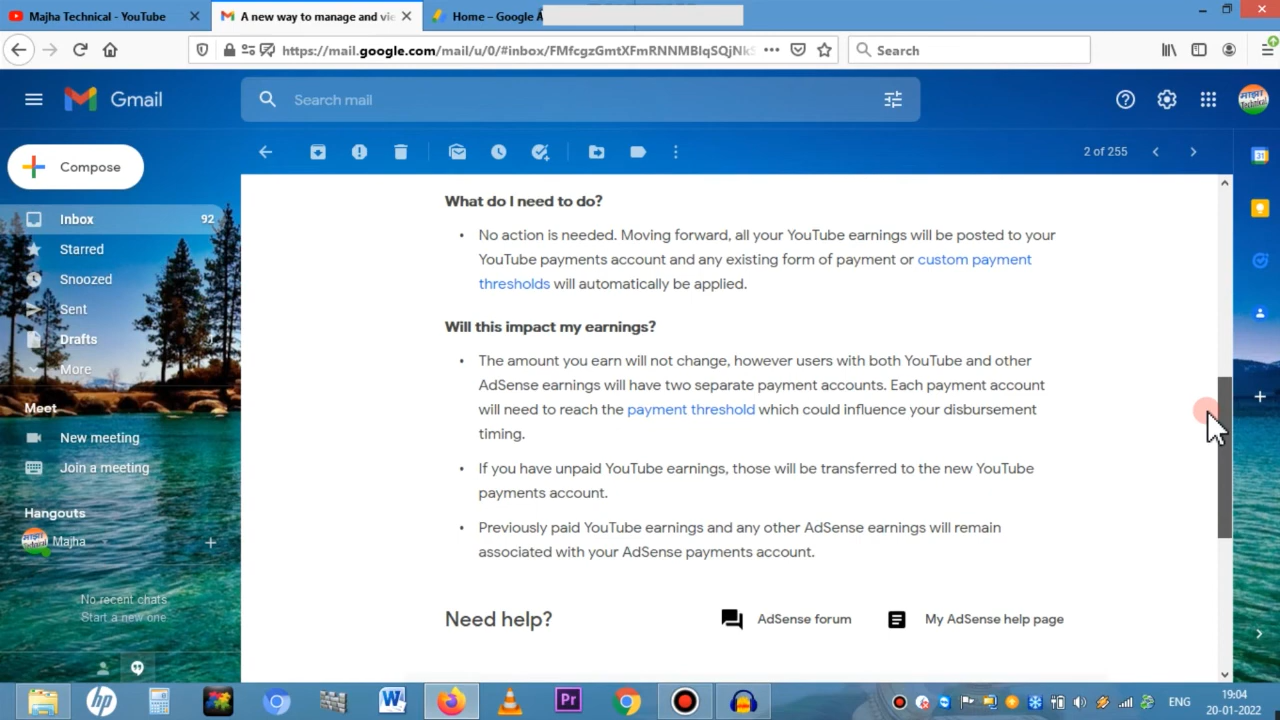 Majha Technical - YouTube
A new way to manage and vie
Home – Google A
https://mail.google.com/mail/u/0/#inbox/FMfcgzGmtXFmRNNMBlqSQjNkS
Search
Gmail
Search mail
Compose
2 of 255
Inbox 92
Starred
Snoozed
Sent
Drafts
More
Meet
New meeting
Join a meeting
Hangouts
Majha
No recent chats
Start a new one
What do I need to do?
• No action is needed. Moving forward, all your YouTube earnings will be posted to your
YouTube payments account and any existing form of payment or custom payment
thresholds will automatically be applied.
Will this impact my earnings?
• The amount you earn will not change, however users with both YouTube and other
AdSense earnings will have two separate payment accounts. Each payment account
will need to reach the payment threshold which could influence your disbursement
timing.
• If you have unpaid YouTube earnings, those will be transferred to the new YouTube
payments account.
• Previously paid YouTube earnings and any other AdSense earnings will remain
associated with your AdSense payments account.
Need help?
AdSense forum
My AdSense help page
31
hp
W
Pr
ENG
19:04
20-01-2022